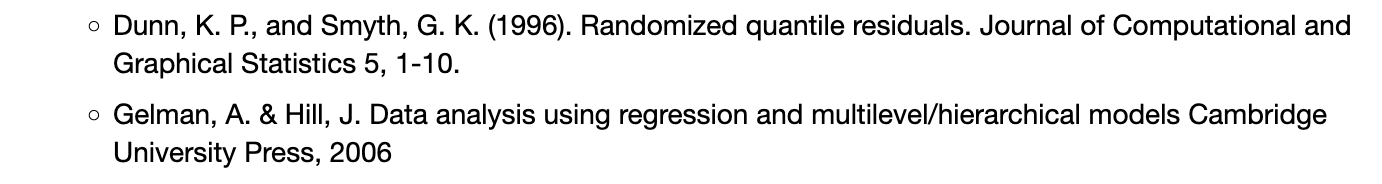 Dunn, K. P., and Smyth, G. K. (1996). Randomized quantile residuals. Journal of Computational and
Graphical Statistics 5, 1-10.
Gelman, A. & Hill, J. Data analysis using regression and multilevel/hierarchical models Cambridge
University Press, 2006